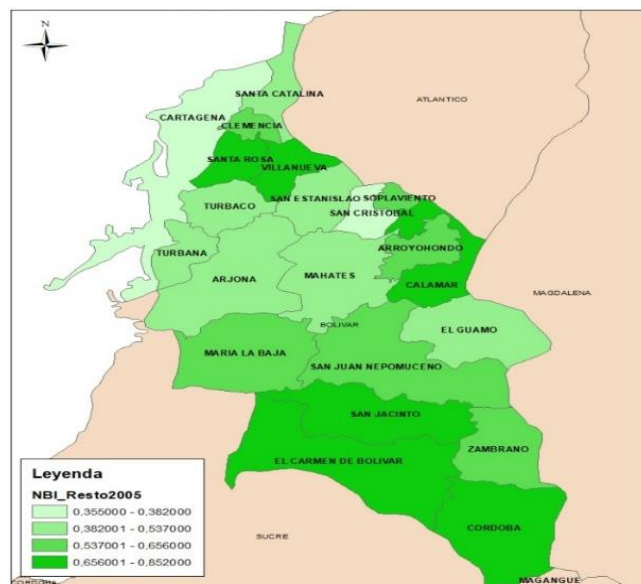 N
SANTA CATALINA
ATLANTICO
CARTAGENA
CLEMENCIA
SANTA ROSA
VILLANUEVA
SAN ESTANISLAO
SOPLAVIENTO
TURBACO
SAN CRISTOBAL
ARROYOHONDO
TURBANA
ARJONA
MAHATES
CALAMAR
MAGDALENA
BOLIVAR
EL GUAMO
MARIA LA BAJA
SAN JUAN NEPOMUCENO
SAN JACINTO
ZAMBRANO
EL CARMEN DE BOLIVAR
CORDOBA
SUCRE
MAGANGUE
Leyenda
NBI_Resto2005
0,355000 - 0,382000
0,382001 - 0,537000
0,537001 - 0,656000
0,656001 - 0,852000